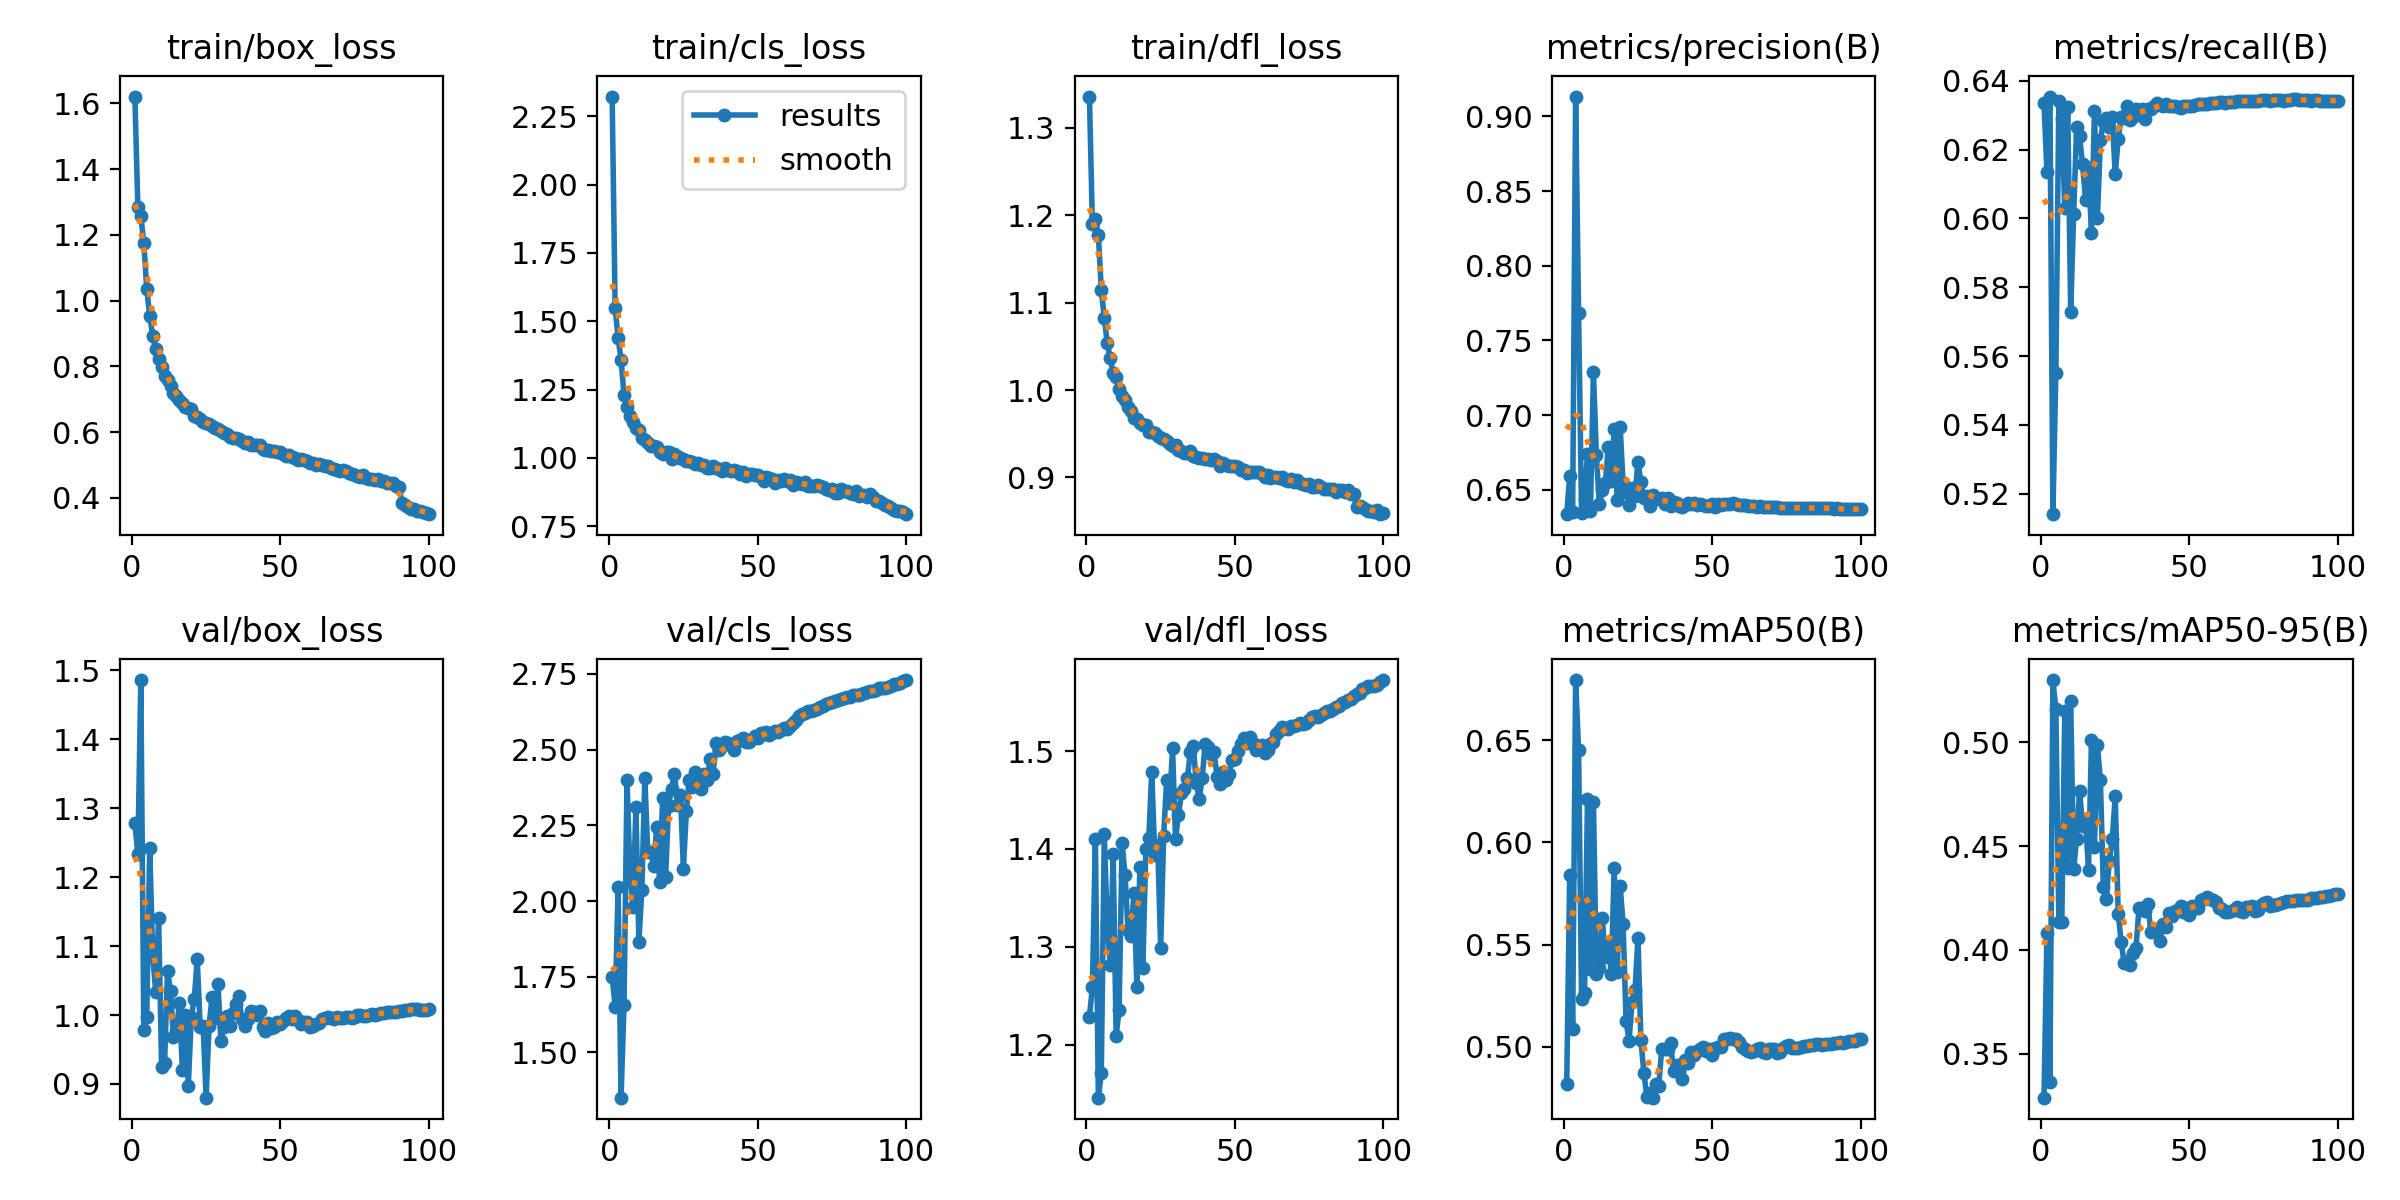 train/box_loss
1.6
1.4
1.2
1.0
0.8
0.6
0.4
0 50 100
train/cls_loss
results
smooth
2.25
2.00
1.75
1.50
1.25
1.00
0.75
0 50 100
train/dfl_loss
1.3
1.2
1.1
1.0
0.9
0 50 100
metrics/precision(B)
0.90
0.85
0.80
0.75
0.70
0.65
0 50 100
metrics/recall(B)
0.64
0.62
0.60
0.58
0.56
0.54
0.52
0 50 100
val/box_loss
1.5
1.4
1.3
1.2
1.1
1.0
0.9
0 50 100
val/cls_loss
2.75
2.50
2.25
2.00
1.75
1.50
0 50 100
val/dfl_loss
1.5
1.4
1.3
1.2
0 50 100
metrics/mAP50(B)
0.65
0.60
0.55
0.50
0 50 100
metrics/mAP50-95(B)
0.50
0.45
0.40
0.35
0 50 100